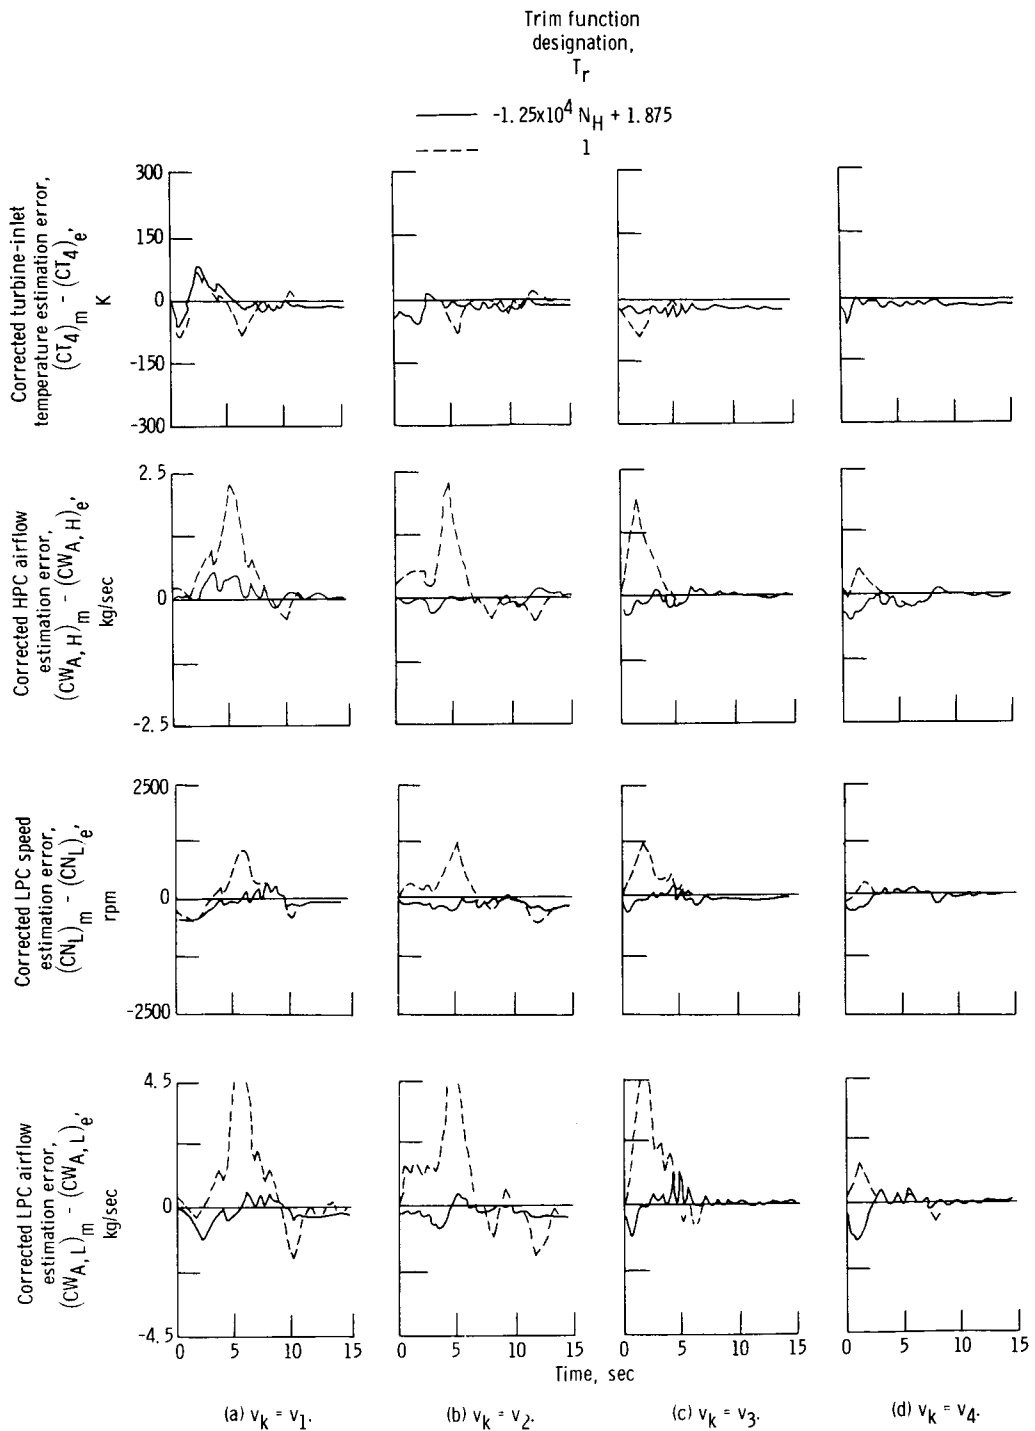 Trim function
designation,
T_r
-1.25x10^4 N_H + 1.875
1
Corrected turbine-inlet
temperature estimation error,
(CT_4)_m - (CT_4)_e,
K
300
150
0
-150
-300
Corrected HPC airflow
estimation error,
(CW_A, H)_m - (CW_A, H)_e,
kg/sec
2.5
0
-2.5
Corrected LPC speed
estimation error,
(CN_L)_m - (CN_L)_e,
rpm
2500
0
-2500
Corrected LPC airflow
estimation error,
(CW_A, L)_m - (CW_A, L)_e,
kg/sec
4.5
0
-4.5
0 5 10 15 0 5 10 15 0 5 10 15 0 5 10 15
Time, sec
(a) v_k = v_1. (b) v_k = v_2. (c) v_k = v_3. (d) v_k = v_4.